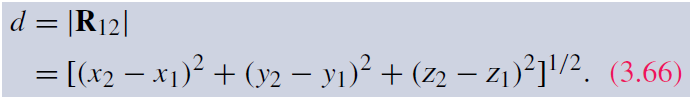 d = |𝐑₁₂|
= [(x₂ − x₁)² + (y₂ − y₁)² + (z₂ − z₁)²]^{1/2}. (3.66)